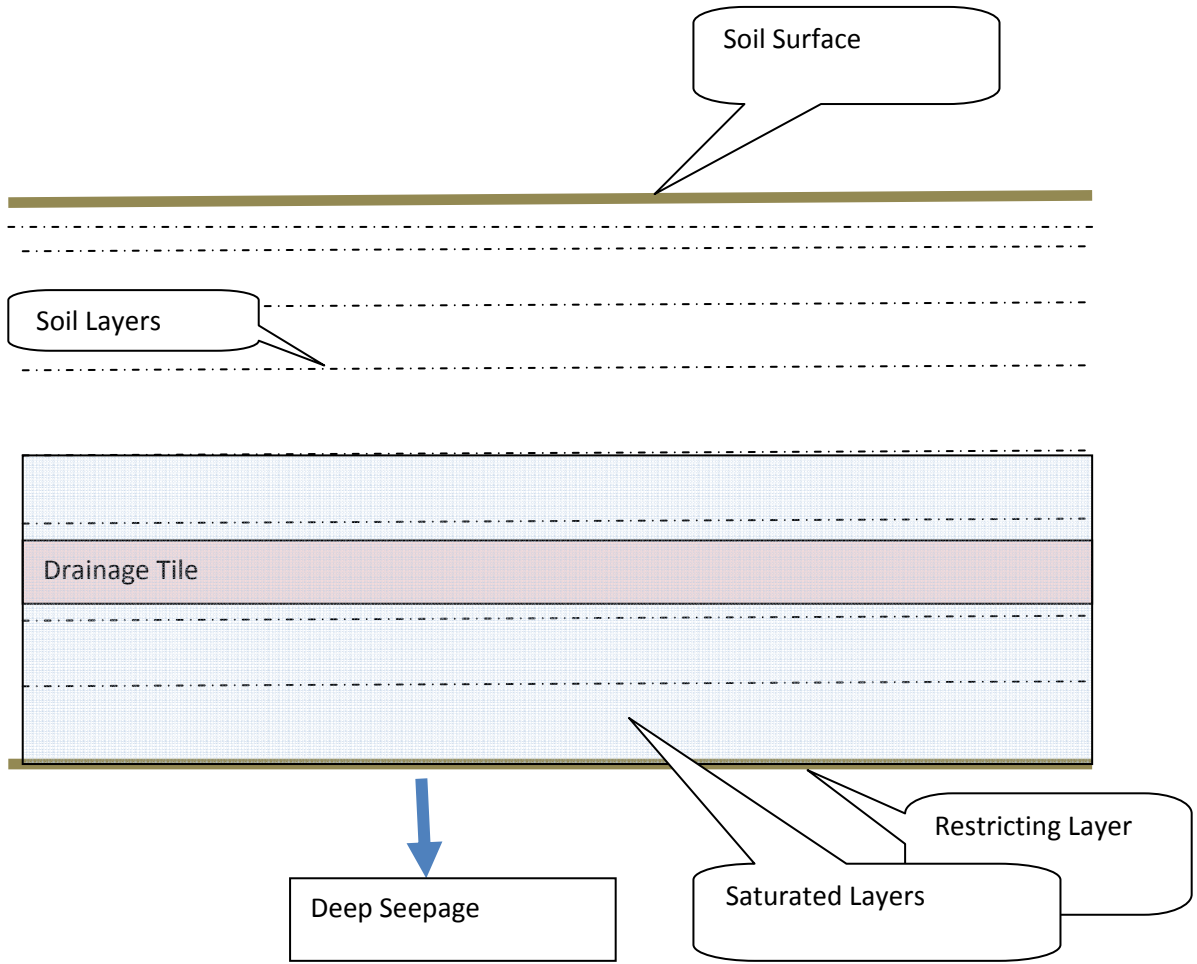 Soil Surface
Soil Layers
Drainage Tile
Restricting Layer
Saturated Layers
Deep Seepage